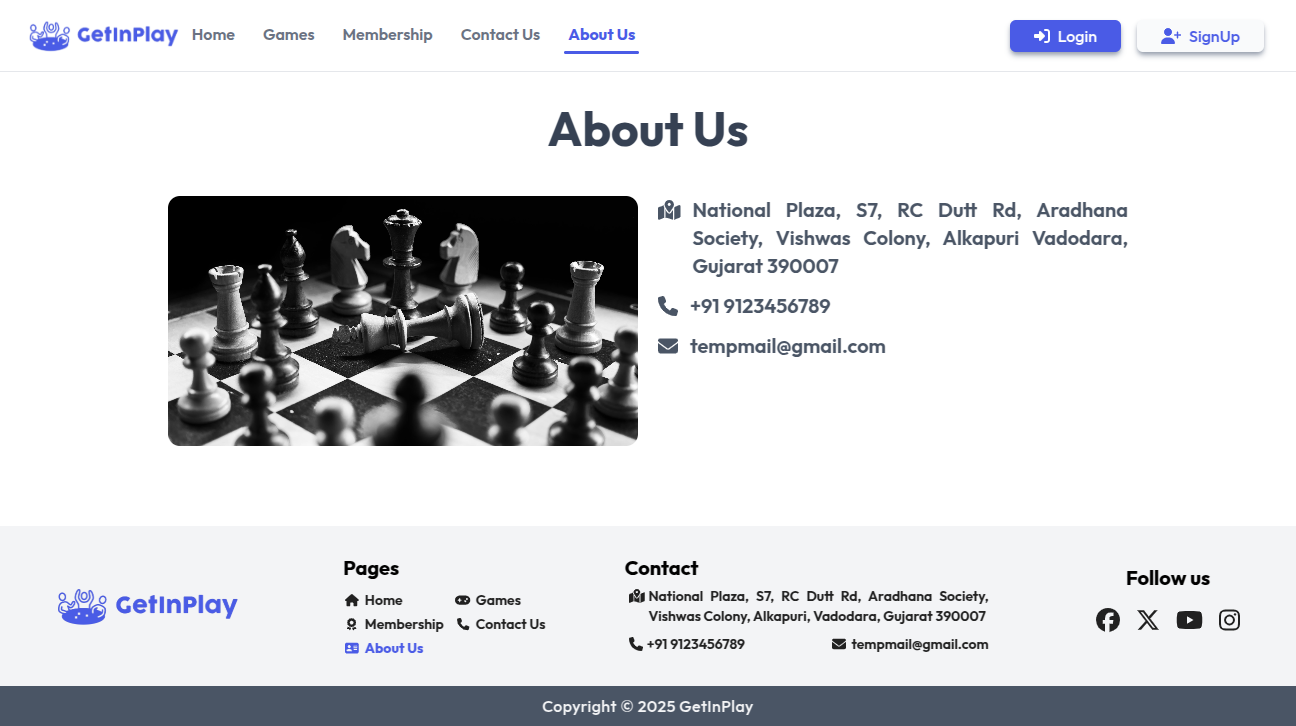 GetInPlay Home Games Membership Contact Us About Us Login SignUp
About Us
National Plaza, S7, RC Dutt Rd, Aradhana
Society, Vishwas Colony, Alkapuri Vadodara,
Gujarat 390007
+91 9123456789
tempmail@gmail.com
GetInPlay
Pages
Home Games
Membership Contact Us
About Us
Contact
National Plaza, S7, RC Dutt Rd, Aradhana Society,
Vishwas Colony, Alkapuri, Vadodara, Gujarat 390007
+91 9123456789 tempmail@gmail.com
Follow us
Copyright © 2025 GetInPlay